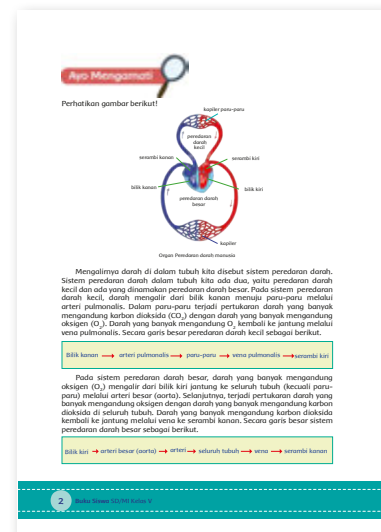 Ayo Mengamati
Perhatikan gambar berikut!
kapiler paru-paru
peredaran
darah
kecil
serambi kanan
serambi kiri
bilik kanan
bilik kiri
peredaran darah
besar
kapiler
Organ Peredaran darah manusia
Mengalirnya darah di dalam tubuh kita disebut sistem peredaran darah.
Sistem peredaran darah dalam tubuh kita ada dua, yaitu peredaran darah
kecil dan ada yang dinamakan peredaran darah besar. Pada sistem peredaran
darah kecil, darah mengalir dari bilik kanan menuju paru-paru melalui
arteri pulmonalis. Dalam paru-paru terjadi pertukaran darah yang banyak
mengandung karbon dioksida (CO₂) dengan darah yang banyak mengandung
oksigen (O₂). Darah yang banyak mengandung O₂ kembali ke jantung melalui
vena pulmonalis. Secara garis besar peredaran darah kecil sebagai berikut.
Bilik kanan → arteri pulmonalis → paru-paru → vena pulmonalis → serambi kiri
Pada sistem peredaran darah besar, darah yang banyak mengandung
oksigen (O₂) mengalir dari bilik kiri jantung ke seluruh tubuh (kecuali paru-
paru) melalui arteri besar (aorta). Selanjutnya, terjadi pertukaran darah yang
banyak mengandung oksigen dengan darah yang banyak mengandung karbon
dioksida di seluruh tubuh. Darah yang banyak mengandung karbon dioksida
kembali ke jantung melalui vena ke serambi kanan. Secara garis besar sistem
peredaran darah besar sebagai berikut.
Bilik kiri → arteri besar (aorta) → arteri → seluruh tubuh → vena → serambi kanan
2 Buku Siswa SD/MI Kelas V